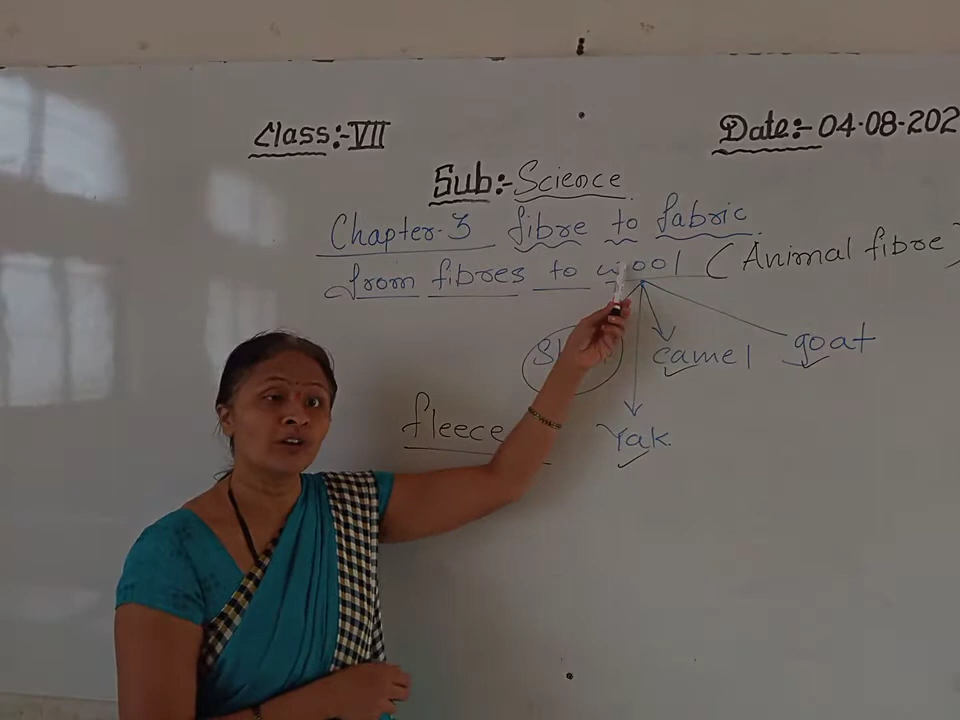 Class:-VII
Date:-04-08-202
Sub:-Science
Chapter-3 fibre to fabric
from fibres to wool (Animal fibre)
camel goat
fleece
Yak